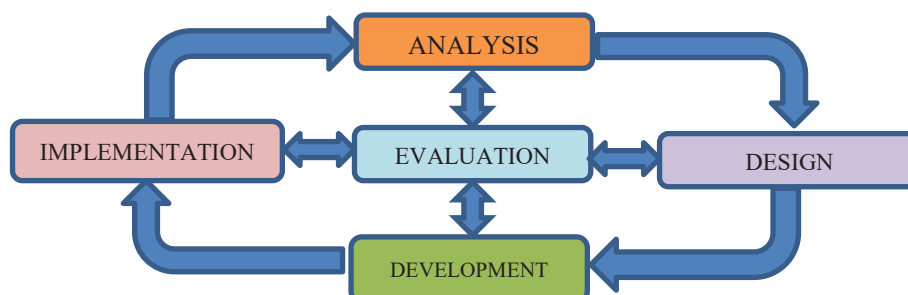 ANALYSIS
IMPLEMENTATION
EVALUATION
DESIGN
DEVELOPMENT